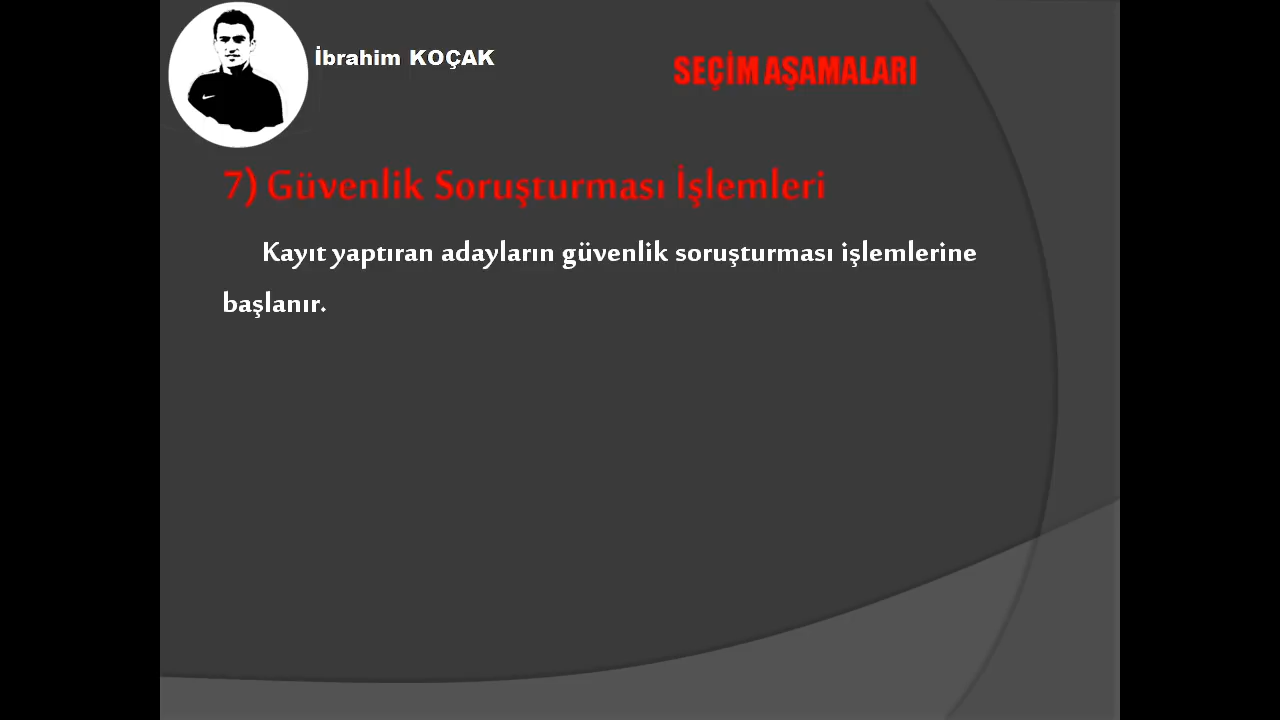 İbrahim KOÇAK
SEÇİM AŞAMALARI
7) Güvenlik Soruşturması İşlemleri
Kayıt yaptıran adayların güvenlik soruşturması işlemlerine
başlanır.